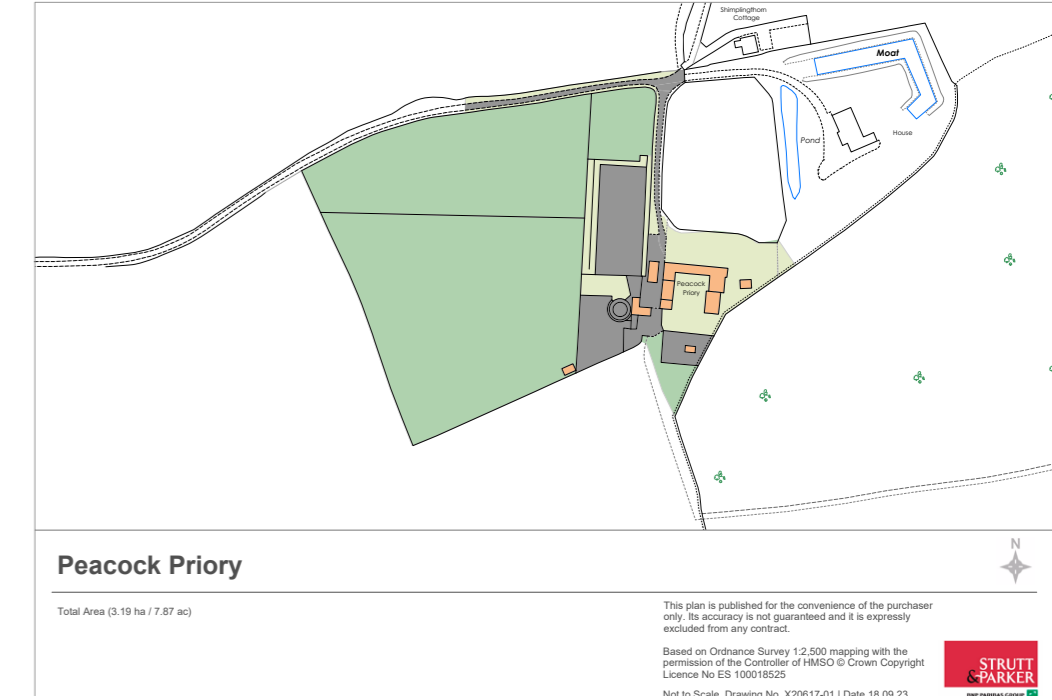 Shimplingthorn
Cottage
Moat
Pond
House
Peacock
Priory
Peacock Priory
N
Total Area (3.19 ha / 7.87 ac)
This plan is published for the convenience of the purchaser
only. Its accuracy is not guaranteed and it is expressly
excluded from any contract.
Based on Ordnance Survey 1:2,500 mapping with the
permission of the Controller of HMSO © Crown Copyright
Licence No ES 100018525
Not to Scale. Drawing No. X20617-01 | Date 18.09.23
STRUTT
&PARKER
BNP PARIBAS GROUP